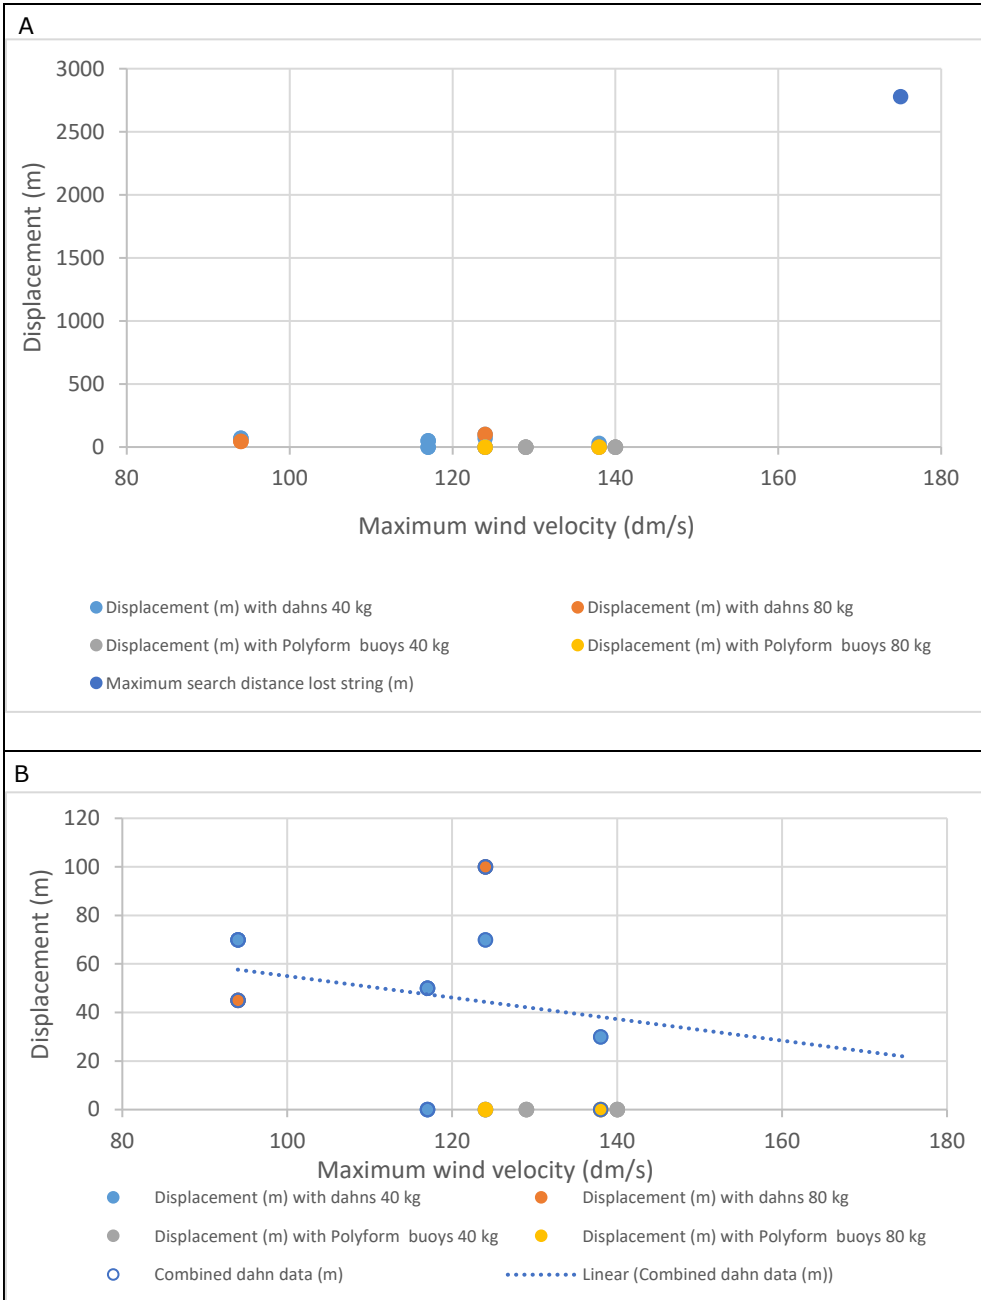 A
3000
2500
2000
1500
1000
500
0
80 100 120 140 160 180
Displacement (m)
Maximum wind velocity (dm/s)
Displacement (m) with dahns 40 kg
Displacement (m) with dahns 80 kg
Displacement (m) with Polyform buoys 40 kg
Displacement (m) with Polyform buoys 80 kg
Maximum search distance lost string (m)
B
120
100
80
60
40
20
0
80 100 120 140 160 180
Displacement (m)
Maximum wind velocity (dm/s)
Displacement (m) with dahns 40 kg
Displacement (m) with dahns 80 kg
Displacement (m) with Polyform buoys 40 kg
Displacement (m) with Polyform buoys 80 kg
Combined dahn data (m)
Linear (Combined dahn data (m))